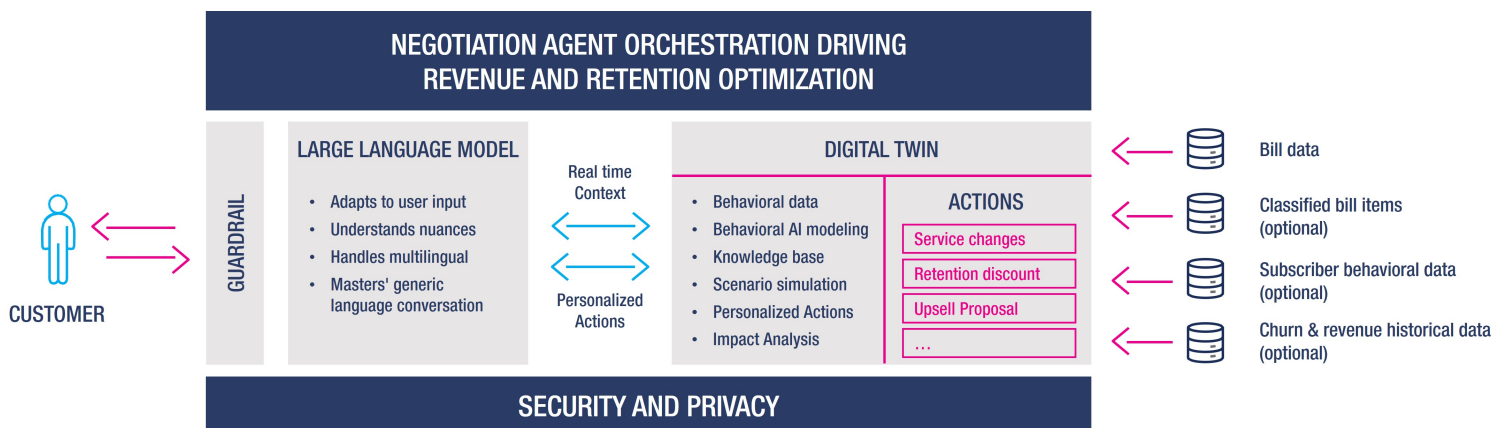 NEGOTIATION AGENT ORCHESTRATION DRIVING
REVENUE AND RETENTION OPTIMIZATION
CUSTOMER
GUARDRAIL
LARGE LANGUAGE MODEL
• Adapts to user input
• Understands nuances
• Handles multilingual
• Masters' generic
language conversation
Real time
Context
Personalized
Actions
DIGITAL TWIN
• Behavioral data
• Behavioral AI modeling
• Knowledge base
• Scenario simulation
• Personalized Actions
• Impact Analysis
ACTIONS
Service changes
Retention discount
Upsell Proposal
...
Bill data
Classified bill items
(optional)
Subscriber behavioral data
(optional)
Churn & revenue historical data
(optional)
SECURITY AND PRIVACY